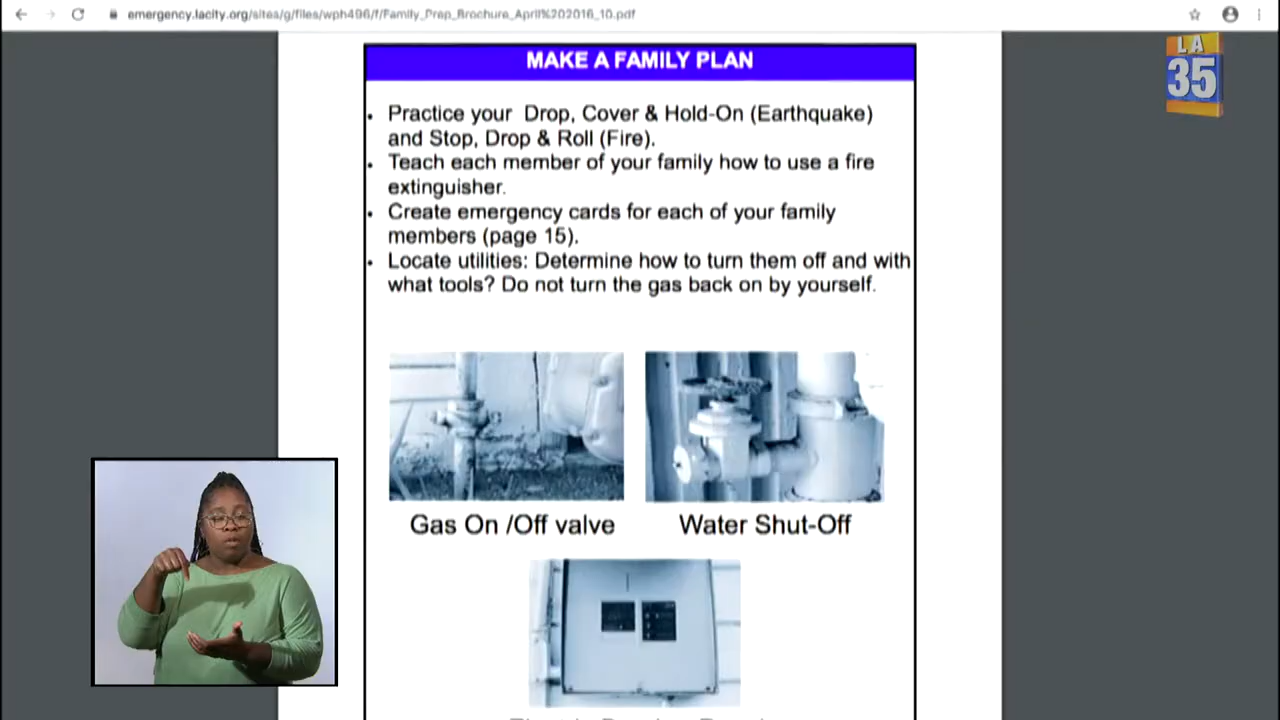 emergency.lacity.org/sites/g/files/wph496/f/Family_Prep_Brochure_April%202016_10.pdf
LA
35
MAKE A FAMILY PLAN
• Practice your Drop, Cover & Hold-On (Earthquake)
and Stop, Drop & Roll (Fire).
• Teach each member of your family how to use a fire
extinguisher.
• Create emergency cards for each of your family
members (page 15).
• Locate utilities: Determine how to turn them off and with
what tools? Do not turn the gas back on by yourself.
Gas On /Off valve
Water Shut-Off